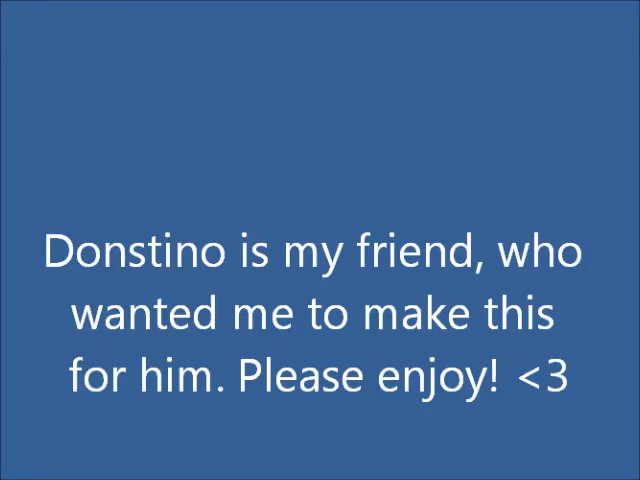 Donstino is my friend, who
wanted me to make this
for him. Please enjoy! <3